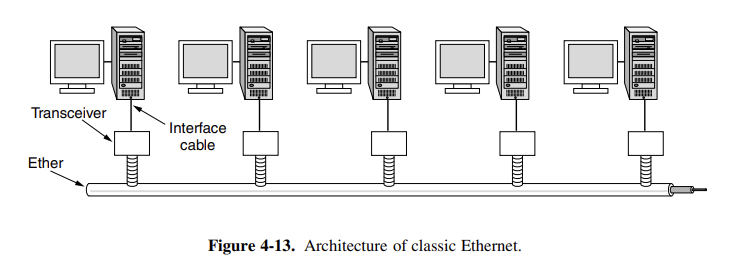 Transceiver
Interface
cable
Ether
Figure 4-13. Architecture of classic Ethernet.